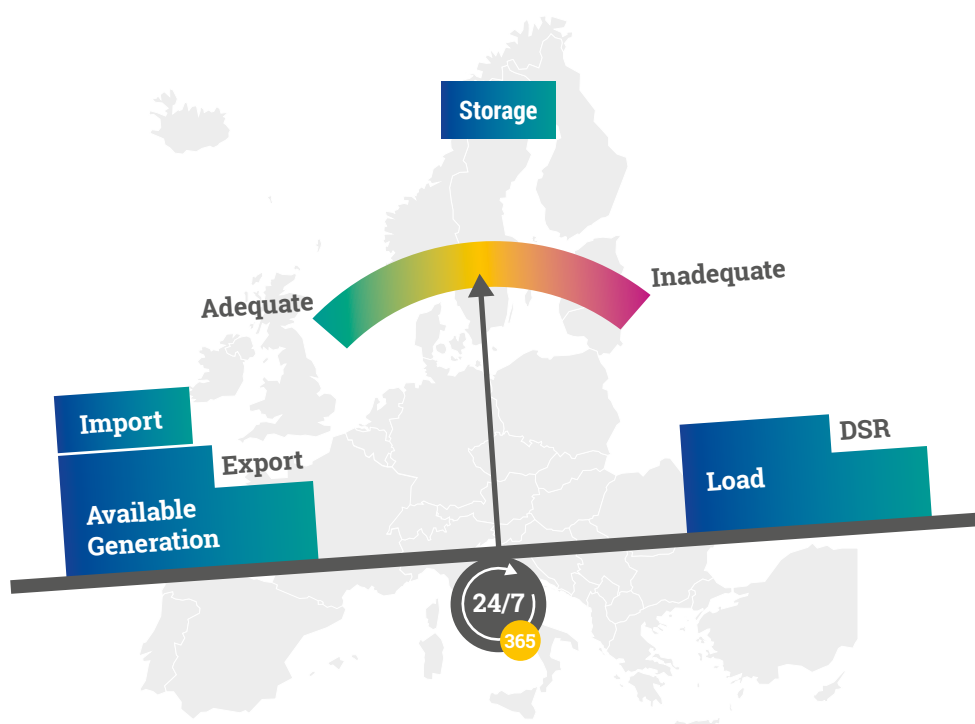 Storage
Adequate
Inadequate
Import
Export
Available
Generation
DSR
Load
24/7
365